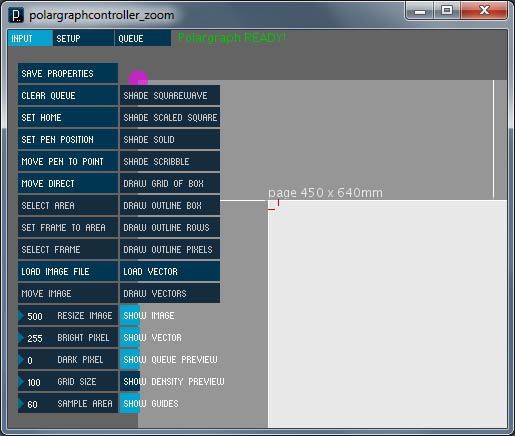 polargraphcontroller_zoom
INPUT SETUP QUEUE Polargraph READY!
SAVE PROPERTIES
CLEAR QUEUE SHADE SQUAREWAVE
SET HOME SHADE SCALED SQUARE
SET PEN POSITION SHADE SOLID
MOVE PEN TO POINT SHADE SCRIBBLE
MOVE DIRECT DRAW GRID OF BOX
page 450 x 640mm
SELECT AREA DRAW OUTLINE BOX
SET FRAME TO AREA DRAW OUTLINE ROWS
SELECT FRAME DRAW OUTLINE PIXELS
LOAD IMAGE FILE LOAD VECTOR
MOVE IMAGE DRAW VECTORS
500 RESIZE IMAGE SHOW IMAGE
255 BRIGHT PIXEL SHOW VECTOR
0 DARK PIXEL SHOW QUEUE PREVIEW
100 GRID SIZE SHOW DENSITY PREVIEW
60 SAMPLE AREA SHOW GUIDES